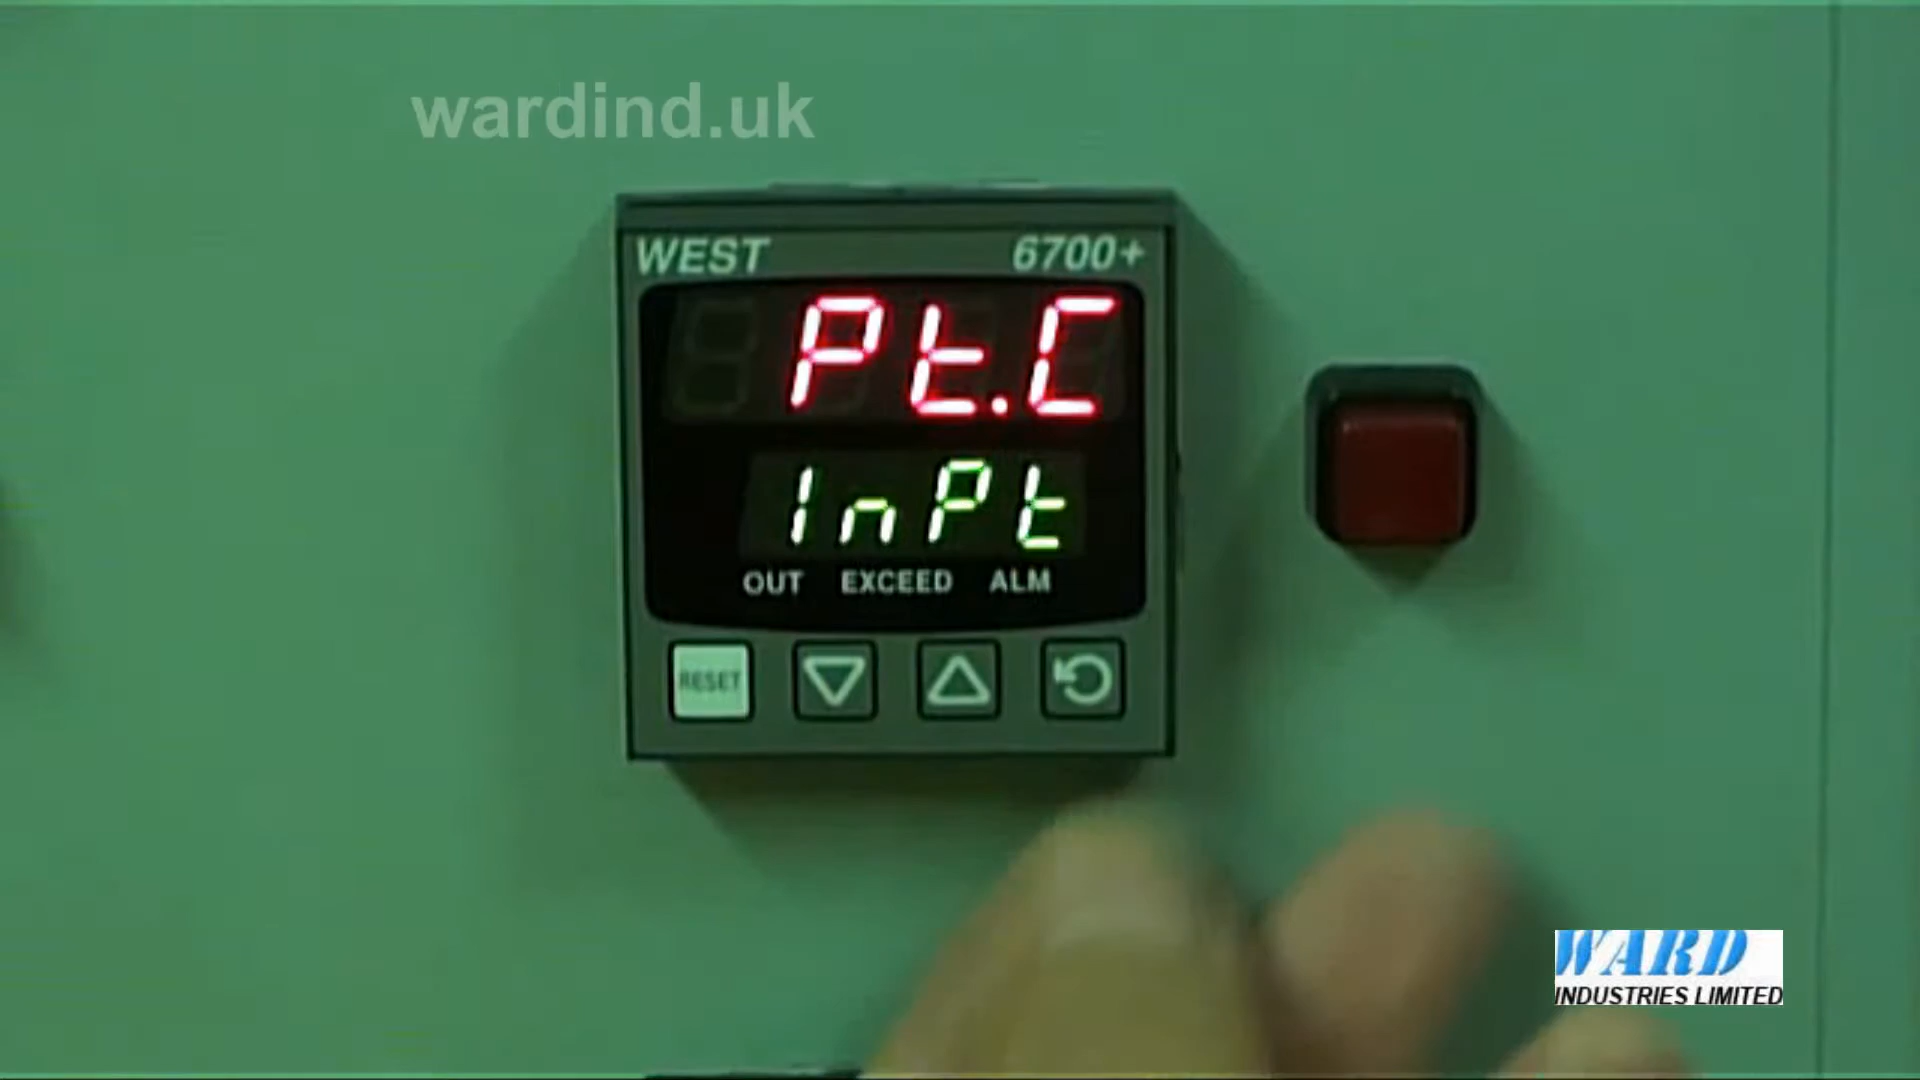 wardind.uk
WEST 6700+
Pt.C
InPt
OUT EXCEED ALM
RESET
WARD
INDUSTRIES LIMITED